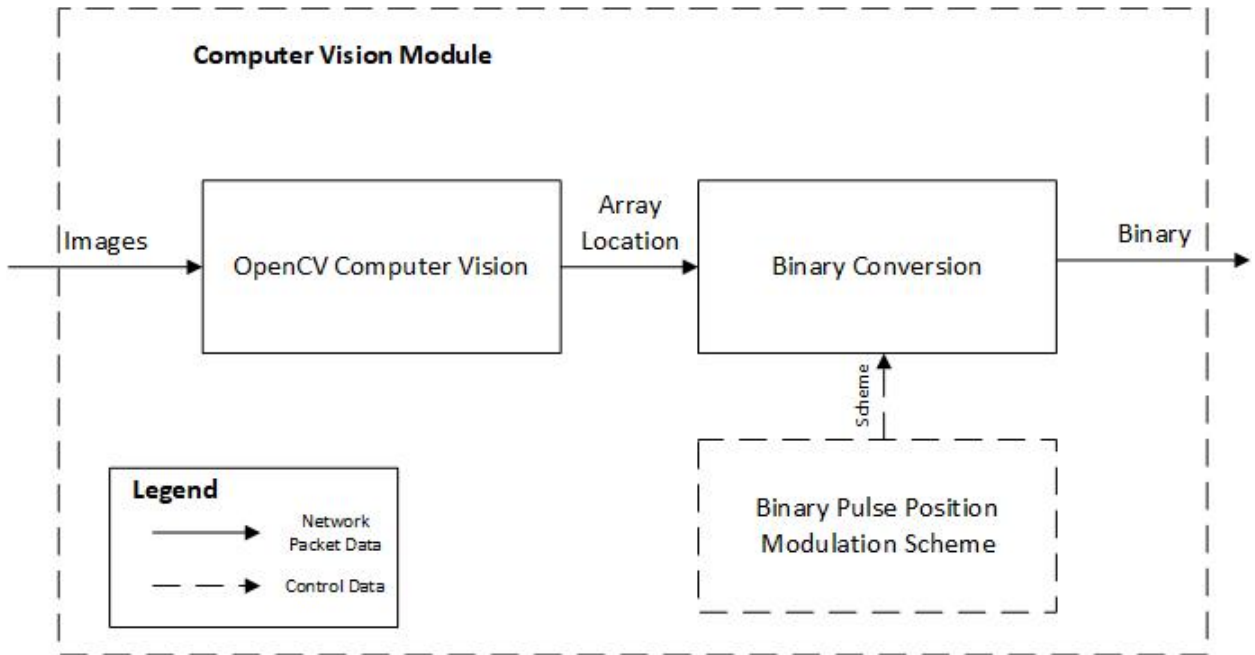 Computer Vision Module
Images
OpenCV Computer Vision
Array
Location
Binary Conversion
Binary
Scheme
Binary Pulse Position
Modulation Scheme
Legend
Network
Packet Data
Control Data